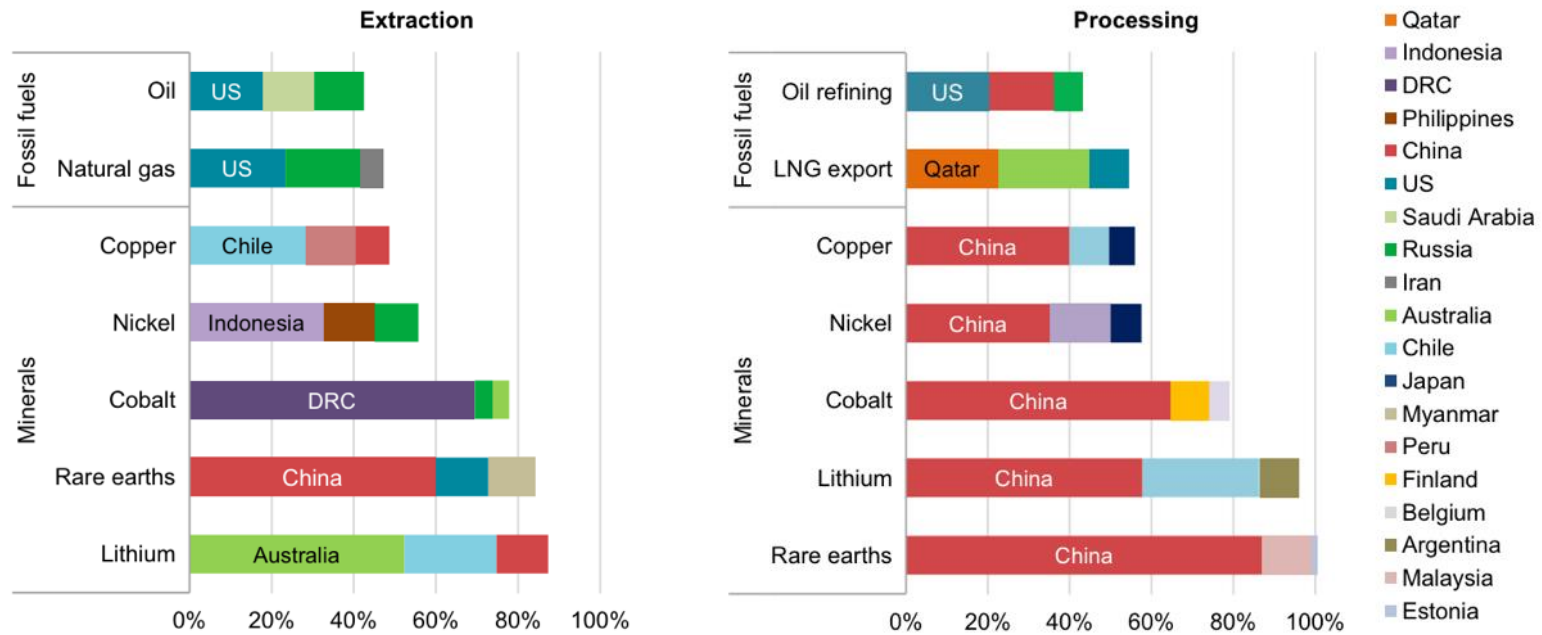 Extraction
Fossil fuels
Oil
US
Natural gas
US
Minerals
Copper
Chile
Nickel
Indonesia
Cobalt
DRC
Rare earths
China
Lithium
Australia
0% 20% 40% 60% 80% 100%
Processing
Fossil fuels
Oil refining
US
LNG export
Qatar
Minerals
Copper
China
Nickel
China
Cobalt
China
Lithium
China
Rare earths
China
0% 20% 40% 60% 80% 100%
Qatar
Indonesia
DRC
Philippines
China
US
Saudi Arabia
Russia
Iran
Australia
Chile
Japan
Myanmar
Peru
Finland
Belgium
Argentina
Malaysia
Estonia